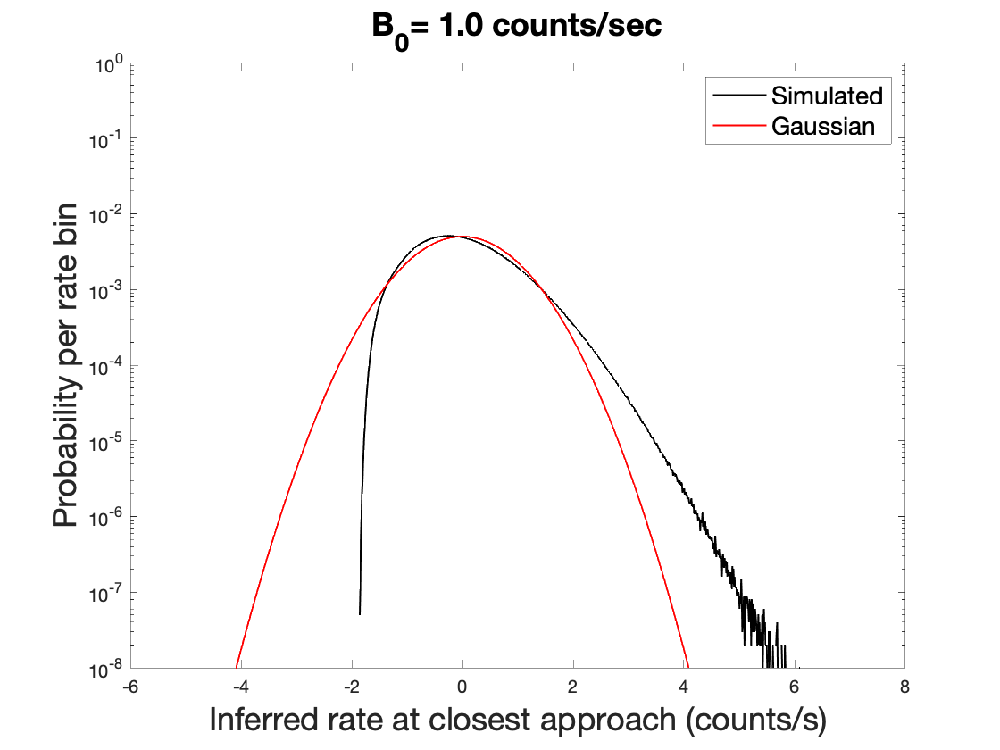 B₀= 1.0 counts/sec
Simulated
Gaussian
Probability per rate bin
10⁰
10⁻¹
10⁻²
10⁻³
10⁻⁴
10⁻⁵
10⁻⁶
10⁻⁷
10⁻⁸
-6 -4 -2 0 2 4 6 8
Inferred rate at closest approach (counts/s)